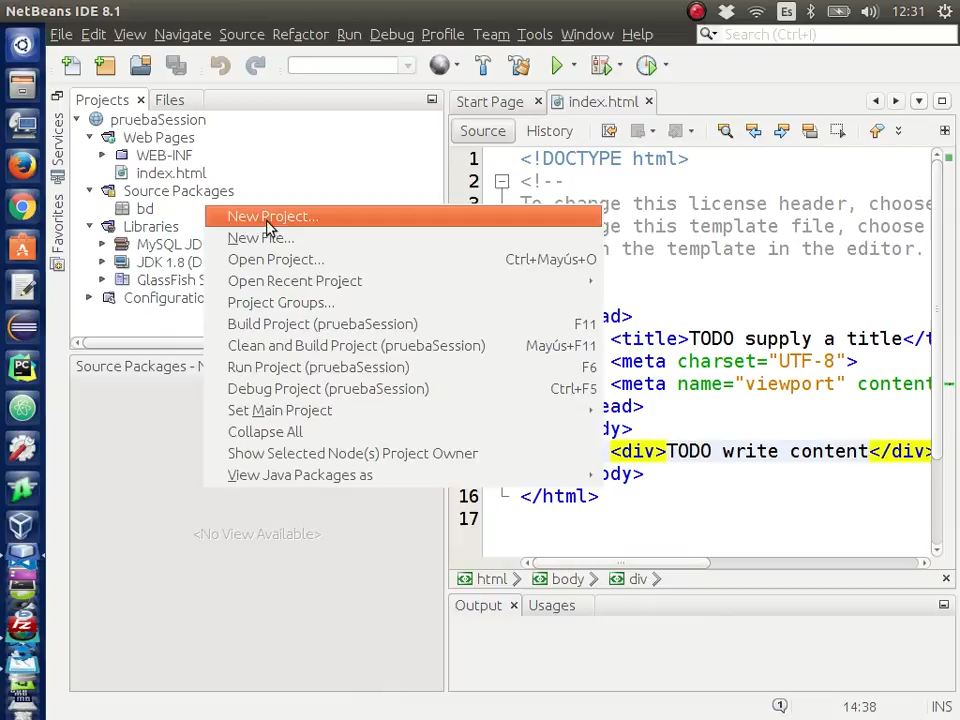 NetBeans IDE 8.1
Es
12:31
File Edit View Navigate Source Refactor Run Debug Profile Team Tools Window Help
Search (Ctrl+I)
Projects
Files
Services
Favorites
pruebaSession
Web Pages
WEB-INF
index.html
Source Packages
bd
Libraries
MySQL JD
JDK 1.8 (D
GlassFish S
Configuratio
New Project...
New File...
Open Project... Ctrl+Mayús+O
Open Recent Project
Project Groups...
Build Project (pruebaSession) F11
Clean and Build Project (pruebaSession) Mayús+F11
Run Project (pruebaSession) F6
Debug Project (pruebaSession) Ctrl+F5
Set Main Project
Collapse All
Show Selected Node(s) Project Owner
View Java Packages as
Source Packages - N
<No View Available>
Start Page
index.html
Source
History
1 <!DOCTYPE html>
2 <!--
3 To change this license header, choose
ge this template file, choose
n the template in the editor.
ad>
<title>TODO supply a title</t
<meta charset="UTF-8">
<meta name="viewport" content
ead>
dy>
<div>TODO write content</div>
ody>
16 </html>
17
html body div
Output
Usages
1
14:38
INS